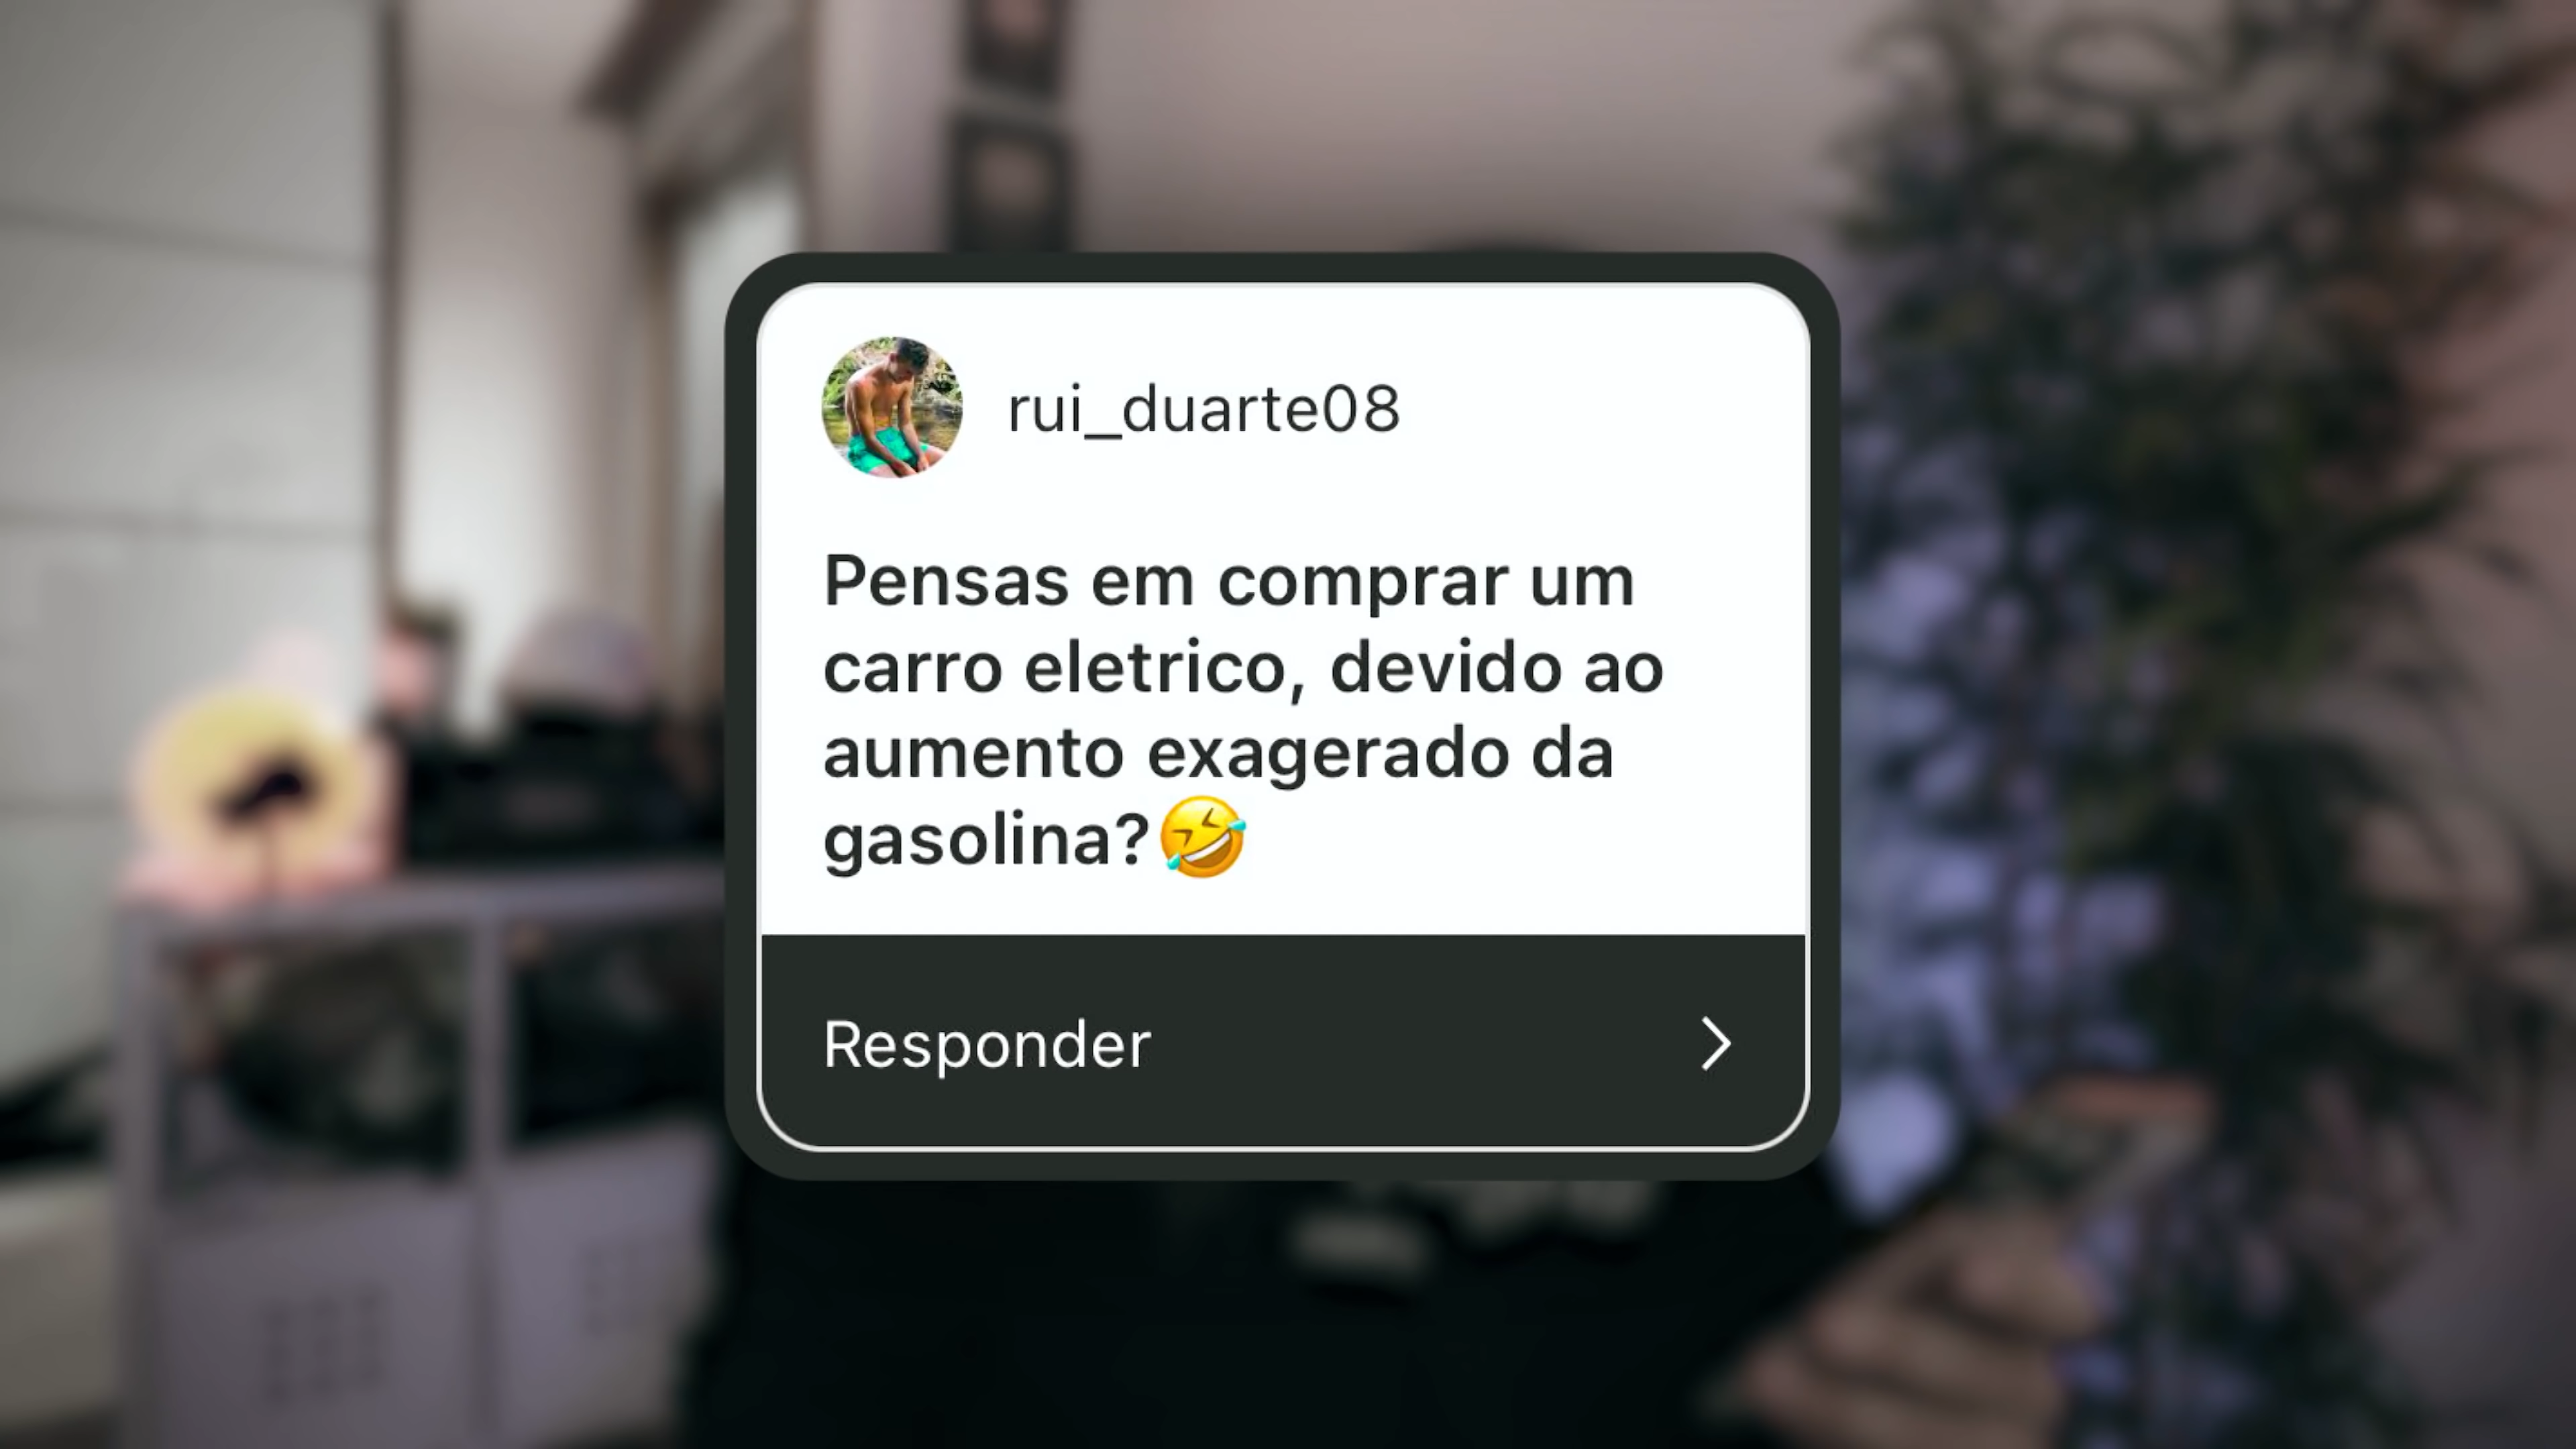 rui_duarte08
Pensas em comprar um
carro eletrico, devido ao
aumento exagerado da
gasolina?🤣
Responder